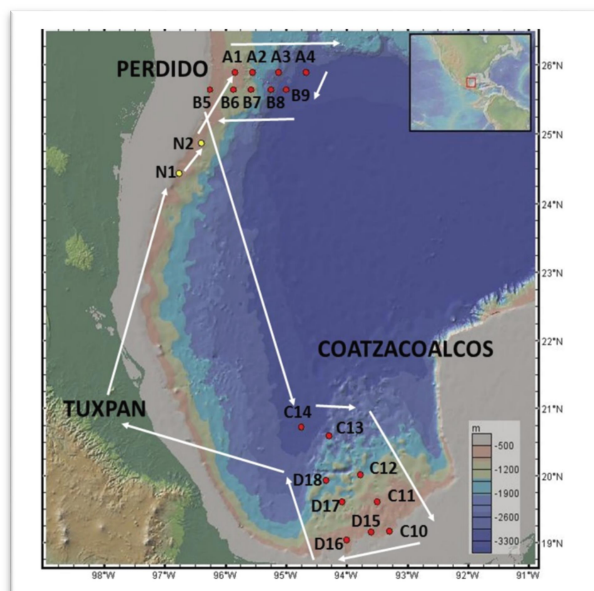 A1 A2 A3 A4
PERDIDO
B5 B6 B7 B8 B9
N2
N1
COATZACOALCOS
TUXPAN
C14
C13
C12
D18
C11
D17
D15
C10
D16
26°N
25°N
24°N
23°N
22°N
21°N
20°N
19°N
m
-500
-1200
-1900
-2600
-3300
98°W 97°W 96°W 95°W 94°W 93°W 92°W 91°W